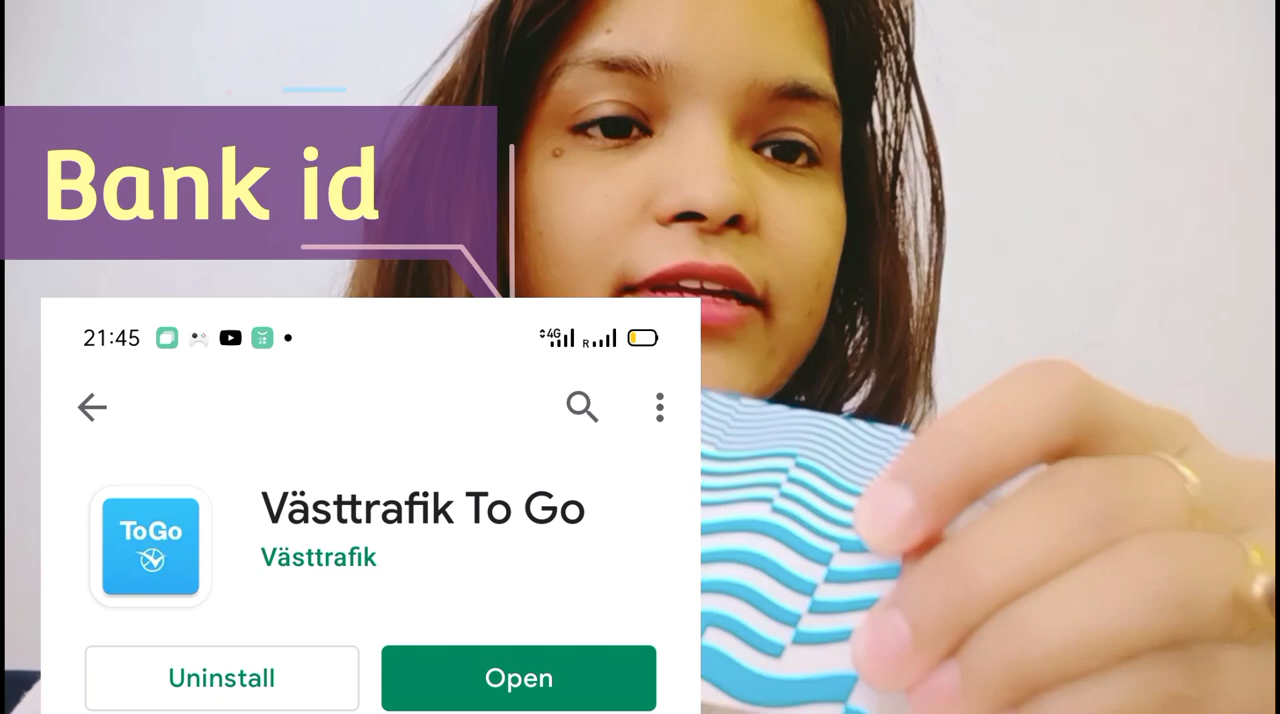 Bank id
21:45
4G
R
Västtrafik To Go
ToGo
Västtrafik
Uninstall
Open